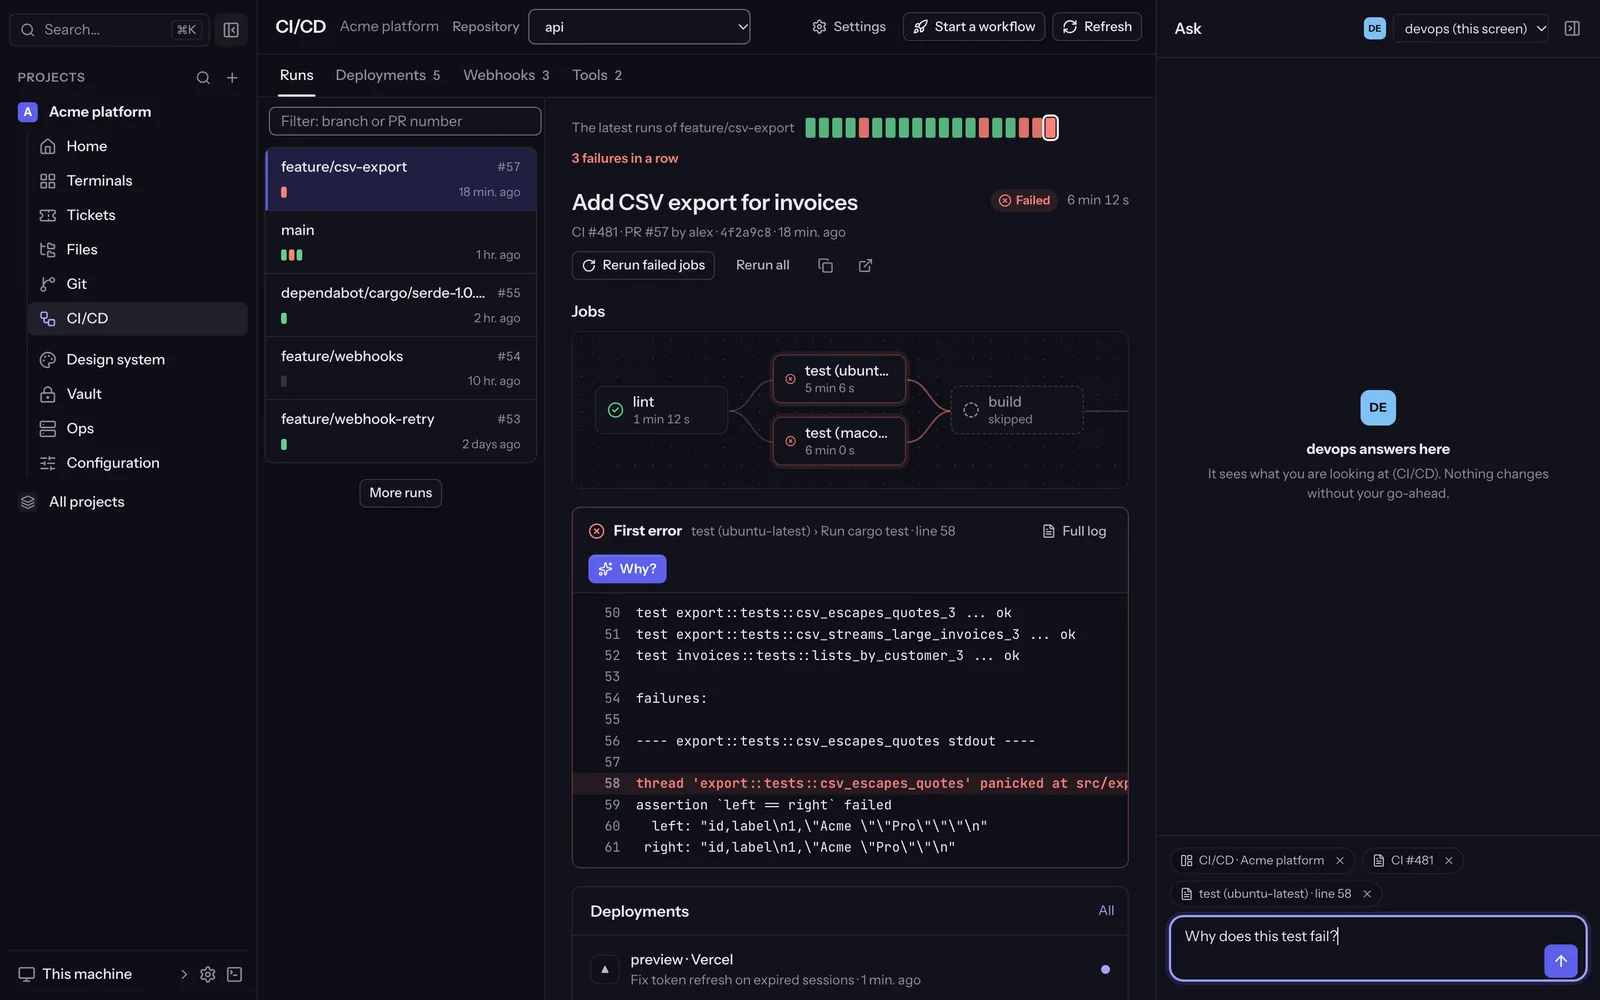 Search...
⌘K
PROJECTS
A Acme platform
Home
Terminals
Tickets
Files
Git
CI/CD
Design system
Vault
Ops
Configuration
All projects
This machine
CI/CD Acme platform Repository api
Settings
Start a workflow
Refresh
Runs
Deployments 5
Webhooks 3
Tools 2
Filter: branch or PR number
feature/csv-export #57
18 min. ago
main
1 hr. ago
dependabot/cargo/serde-1.0.... #55
2 hr. ago
feature/webhooks #54
10 hr. ago
feature/webhook-retry #53
2 days ago
More runs
The latest runs of feature/csv-export
3 failures in a row
Add CSV export for invoices
Failed 6 min 12 s
CI #481 · PR #57 by alex · 4f2a9c8 · 18 min. ago
Rerun failed jobs
Rerun all
Jobs
lint
1 min 12 s
test (ubunt...
5 min 6 s
test (maco...
6 min 0 s
build
skipped
First error test (ubuntu-latest) › Run cargo test · line 58
Full log
Why?
50 test export::tests::csv_escapes_quotes_3 ... ok
51 test export::tests::csv_streams_large_invoices_3 ... ok
52 test invoices::tests::lists_by_customer_3 ... ok
53
54 failures:
55
56 ---- export::tests::csv_escapes_quotes stdout ----
57
58 thread 'export::tests::csv_escapes_quotes' panicked at src/exp
59 assertion `left == right` failed
60 left: "id,label\n1,\"Acme \"\"Pro\"\"\"\n"
61 right: "id,label\n1,\"Acme \"Pro\"\"\n"
Deployments
All
preview · Vercel
Fix token refresh on expired sessions · 1 min. ago
Ask
DE devops (this screen)
DE
devops answers here
It sees what you are looking at (CI/CD). Nothing changes
without your go-ahead.
CI/CD · Acme platform ×
CI #481 ×
test (ubuntu-latest) · line 58 ×
Why does this test fail?